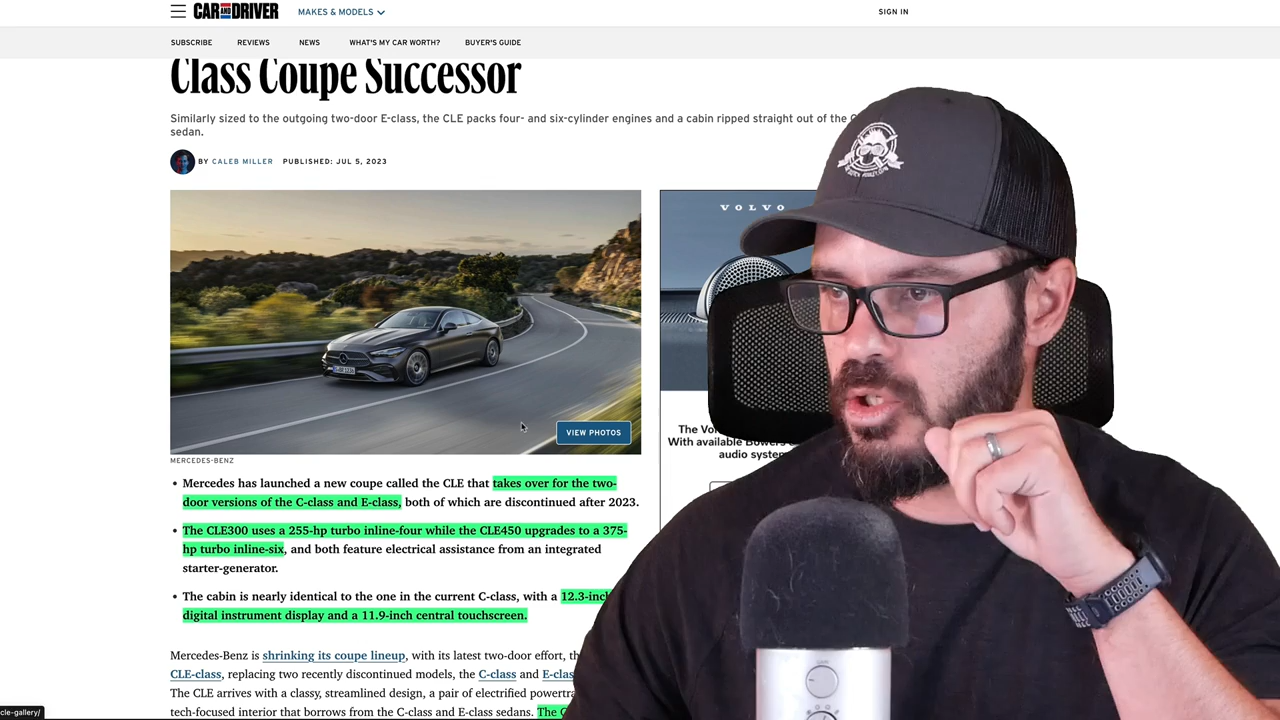 CAR AND DRIVER
MAKES & MODELS
SIGN IN
SUBSCRIBE
REVIEWS
NEWS
WHAT'S MY CAR WORTH?
BUYER'S GUIDE
Class Coupe Successor
Similarly sized to the outgoing two-door E-class, the CLE packs four- and six-cylinder engines and a cabin ripped straight out of the
sedan.
BY CALEB MILLER PUBLISHED: JUL 5, 2023
VOLVO
VIEW PHOTOS
MERCEDES-BENZ
The
With available
audio system
• Mercedes has launched a new coupe called the CLE that takes over for the two-
door versions of the C-class and E-class, both of which are discontinued after 2023.
• The CLE300 uses a 255-hp turbo inline-four while the CLE450 upgrades to a 375-
hp turbo inline-six, and both feature electrical assistance from an integrated
starter-generator.
• The cabin is nearly identical to the one in the current C-class, with a 12.3-inch
digital instrument display and a 11.9-inch central touchscreen.
Mercedes-Benz is shrinking its coupe lineup, with its latest two-door effort,
CLE-class, replacing two recently discontinued models, the C-class and
The CLE arrives with a classy, streamlined design, a pair of electrified
tech-focused interior that borrows from the C-class and E-class sedans. The
cle-gallery/